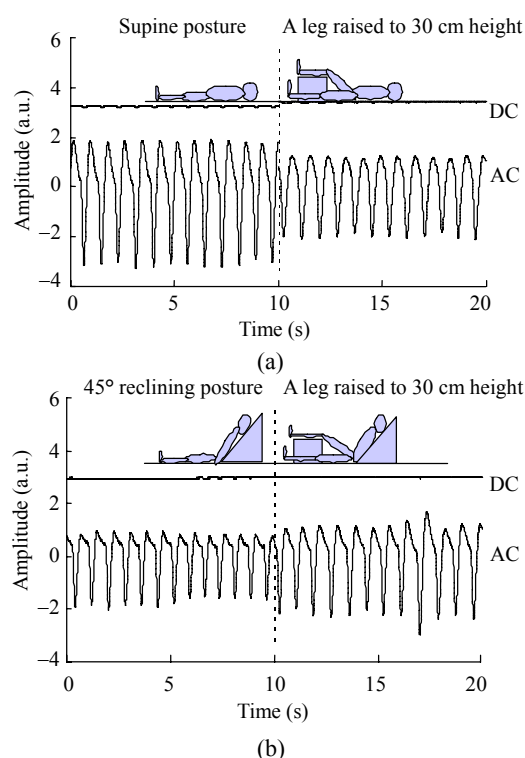 Supine posture
A leg raised to 30 cm height
Amplitude (a.u.)
6
4
2
0
−2
−4
DC
AC
0
5
10
15
20
Time (s)
(a)
45° reclining posture
A leg raised to 30 cm height
Amplitude (a.u.)
6
4
2
0
−2
−4
DC
AC
0
5
10
15
20
Time (s)
(b)